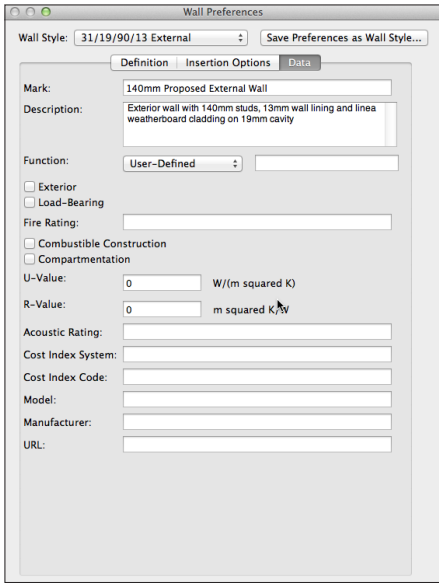 Wall Preferences
Wall Style: 31/19/90/13 External Save Preferences as Wall Style...
Definition Insertion Options Data
Mark: 140mm Proposed External Wall
Description: Exterior wall with 140mm studs, 13mm wall lining and linea
weatherboard cladding on 19mm cavity
Function: User-Defined
Exterior
Load-Bearing
Fire Rating:
Combustible Construction
Compartmentation
U-Value: 0 W/(m squared K)
R-Value: 0 m squared K/W
Acoustic Rating:
Cost Index System:
Cost Index Code:
Model:
Manufacturer:
URL: